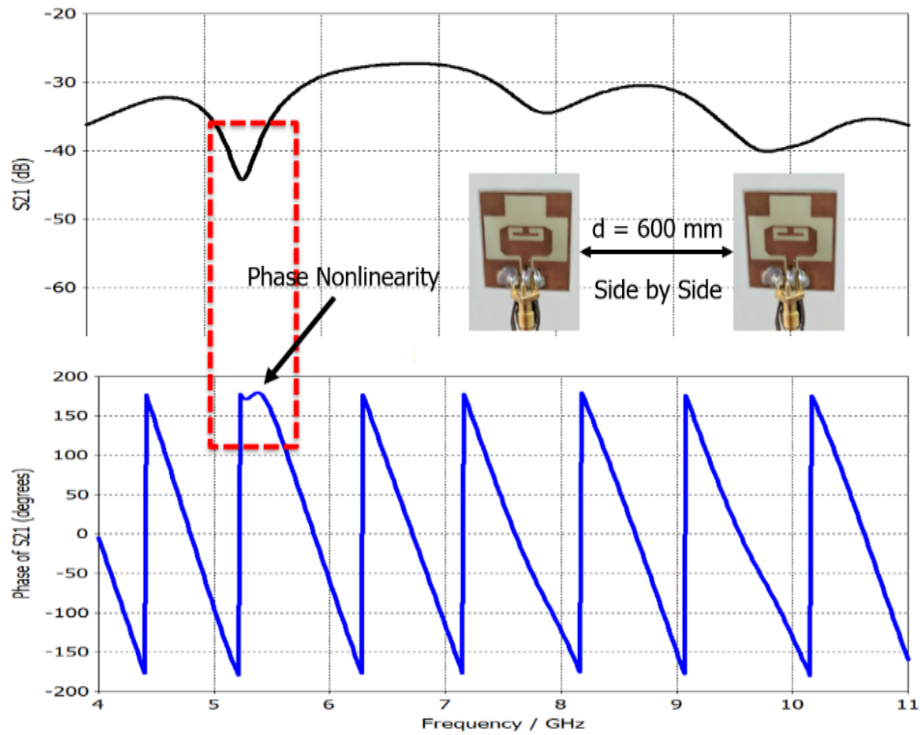 -20
-30
-40
-50
-60
S21 (dB)
d = 600 mm
Side by Side
Phase Nonlinearity
200
150
100
50
0
-50
-100
-150
-200
Phase of S21 (degrees)
4 5 6 7 8 9 10 11
Frequency / GHz